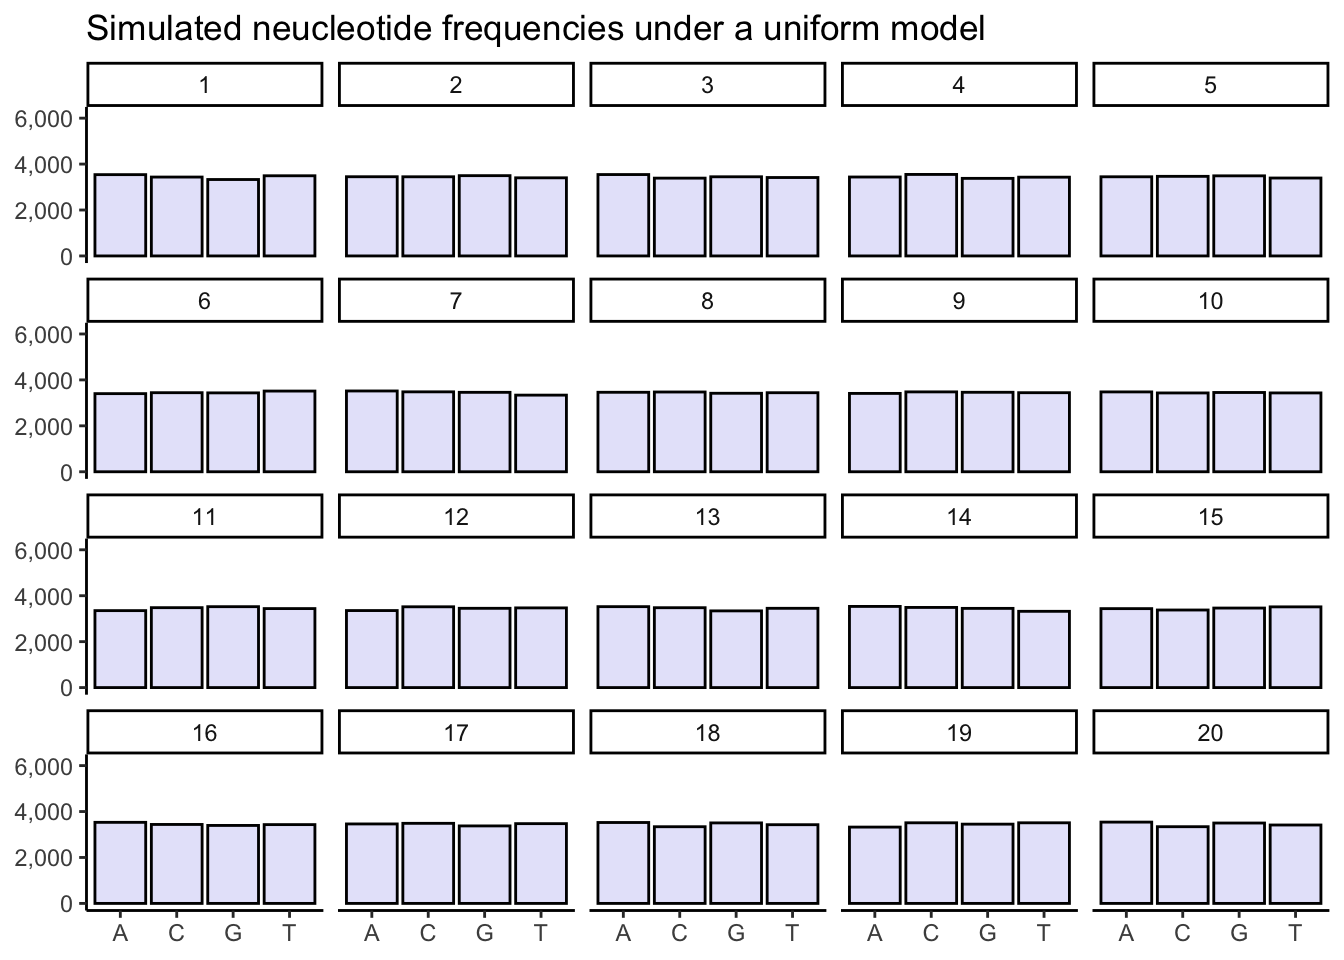 Simulated neucleotide frequencies under a uniform model
1 2 3 4 5
6,000
4,000
2,000
0
6 7 8 9 10
6,000
4,000
2,000
0
11 12 13 14 15
6,000
4,000
2,000
0
16 17 18 19 20
6,000
4,000
2,000
0
A C G T A C G T A C G T A C G T A C G T